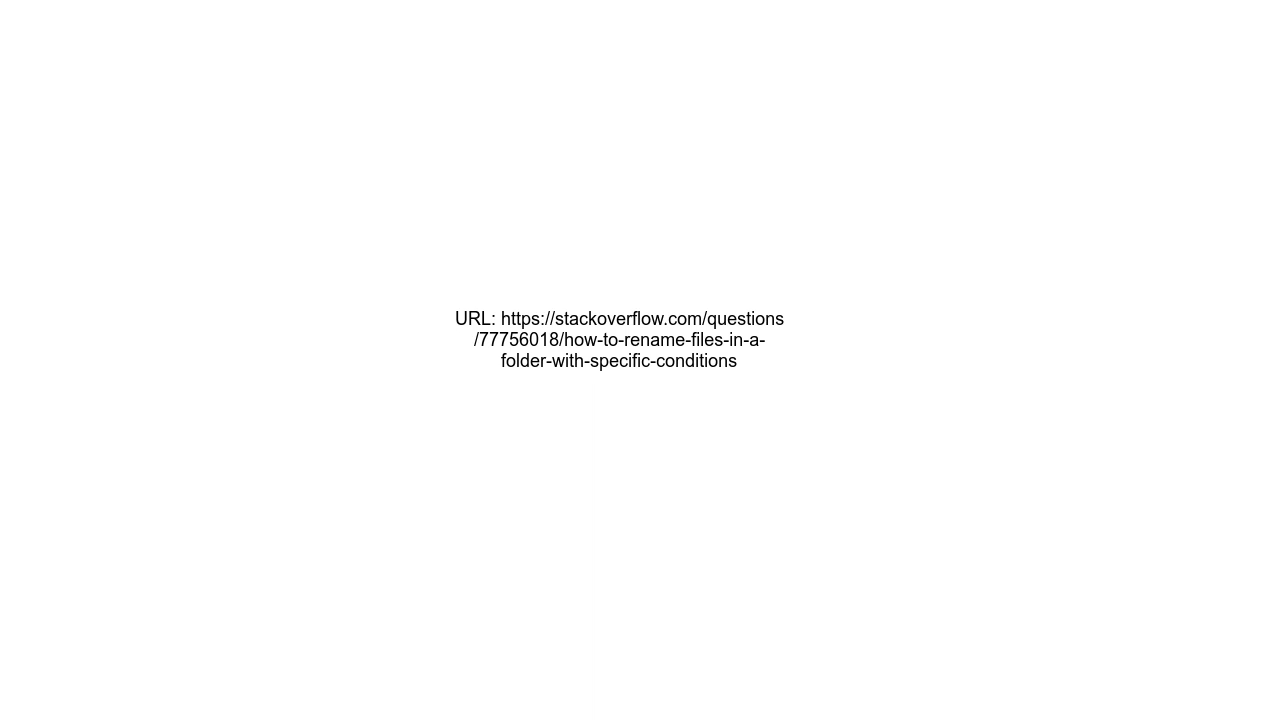 URL: https://stackoverflow.com/questions
/77756018/how-to-rename-files-in-a-
folder-with-specific-conditions